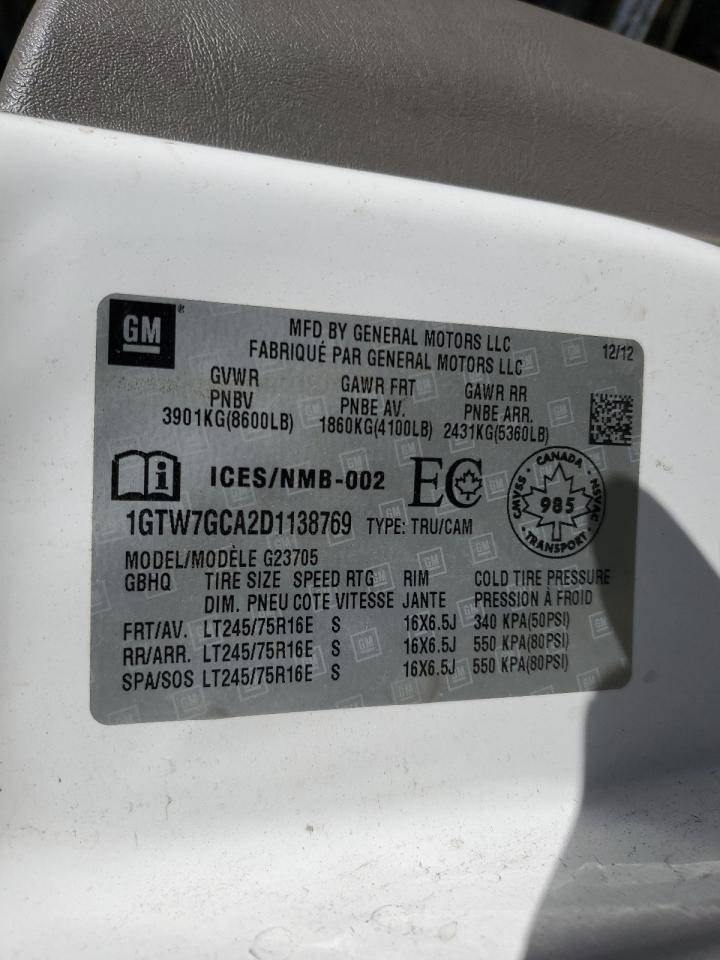 GM®
MFD BY GENERAL MOTORS LLC
FABRIQUÉ PAR GENERAL MOTORS LLC
12/12
GVWR GAWR FRT GAWR RR
PNBV PNBE AV. PNBE ARR.
3901KG(8600LB) 1860KG(4100LB) 2431KG(5360LB)
i ICES/NMB-002 EC
CANADA
CMVSS 985 NSVAC
TRANSPORT
1GTW7GCA2D1138769 TYPE: TRU/CAM
MODEL/MODÈLE G23705
GBHQ TIRE SIZE SPEED RTG RIM COLD TIRE PRESSURE
DIM. PNEU COTE VITESSE JANTE PRESSION À FROID
FRT/AV. LT245/75R16E S 16X6.5J 340 KPA(50PSI)
RR/ARR. LT245/75R16E S 16X6.5J 550 KPA(80PSI)
SPA/SOS LT245/75R16E S 16X6.5J 550 KPA(80PSI)